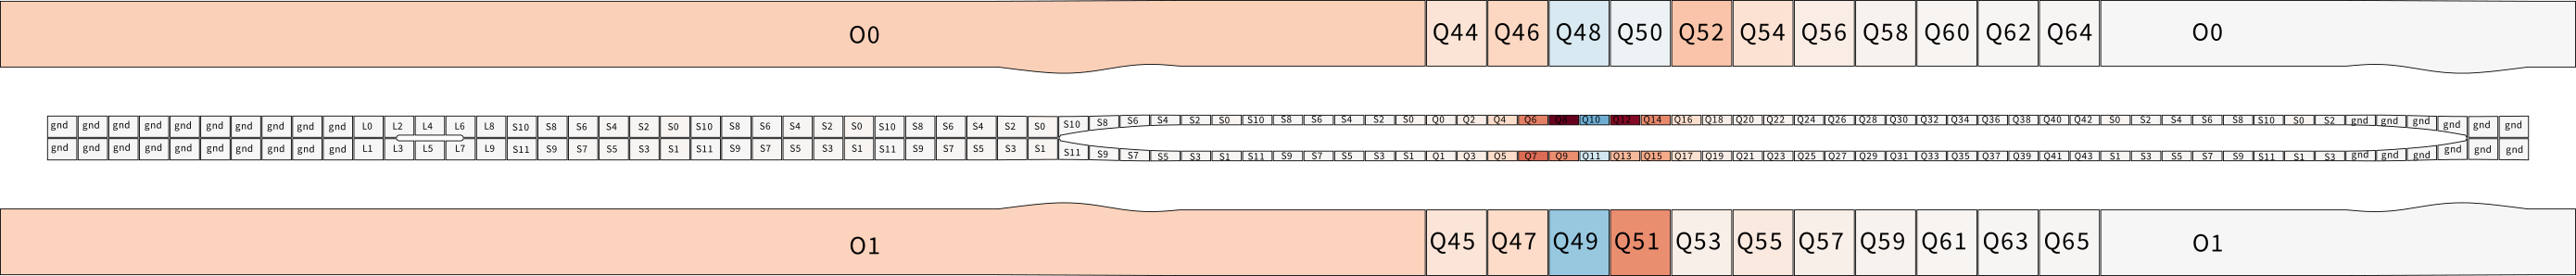 O0 Q44 Q46 Q48 Q50 Q52 Q54 Q56 Q58 Q60 Q62 Q64 O0
gnd gnd gnd gnd gnd gnd gnd gnd gnd gnd L0 L2 L4 L6 L8 S10 S8 S6 S4 S2 S0 S10 S8 S6 S4 S2 S0 S10 S8 S6 S4 S2 S0 S10 S8 S6 S4 S2 S0 S10 S8 S6 S4 S2 S0 Q0 Q2 Q4 Q6 Q8 Q10 Q12 Q14 Q16 Q18 Q20 Q22 Q24 Q26 Q28 Q30 Q32 Q34 Q36 Q38 Q40 Q42 S0 S2 S4 S6 S8 S10 S0 S2 gnd gnd gnd gnd gnd gnd
gnd gnd gnd gnd gnd gnd gnd gnd gnd gnd L1 L3 L5 L7 L9 S11 S9 S7 S5 S3 S1 S11 S9 S7 S5 S3 S1 S11 S9 S7 S5 S3 S1 S11 S9 S7 S5 S3 S1 S11 S9 S7 S5 S3 S1 Q1 Q3 Q5 Q7 Q9 Q11 Q13 Q15 Q17 Q19 Q21 Q23 Q25 Q27 Q29 Q31 Q33 Q35 Q37 Q39 Q41 Q43 S1 S3 S5 S7 S9 S11 S1 S3 gnd gnd gnd gnd gnd gnd
O1 Q45 Q47 Q49 Q51 Q53 Q55 Q57 Q59 Q61 Q63 Q65 O1